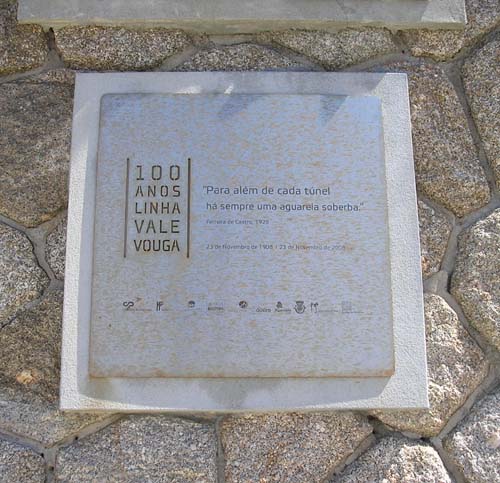 100
ANOS
LINHA
VALE
VOUGA
"Para além de cada túnel
há sempre uma aguarela soberba."
Ferreira de Castro, 1928
23 de Novembro de 1908 | 23 de Novembro de 2008